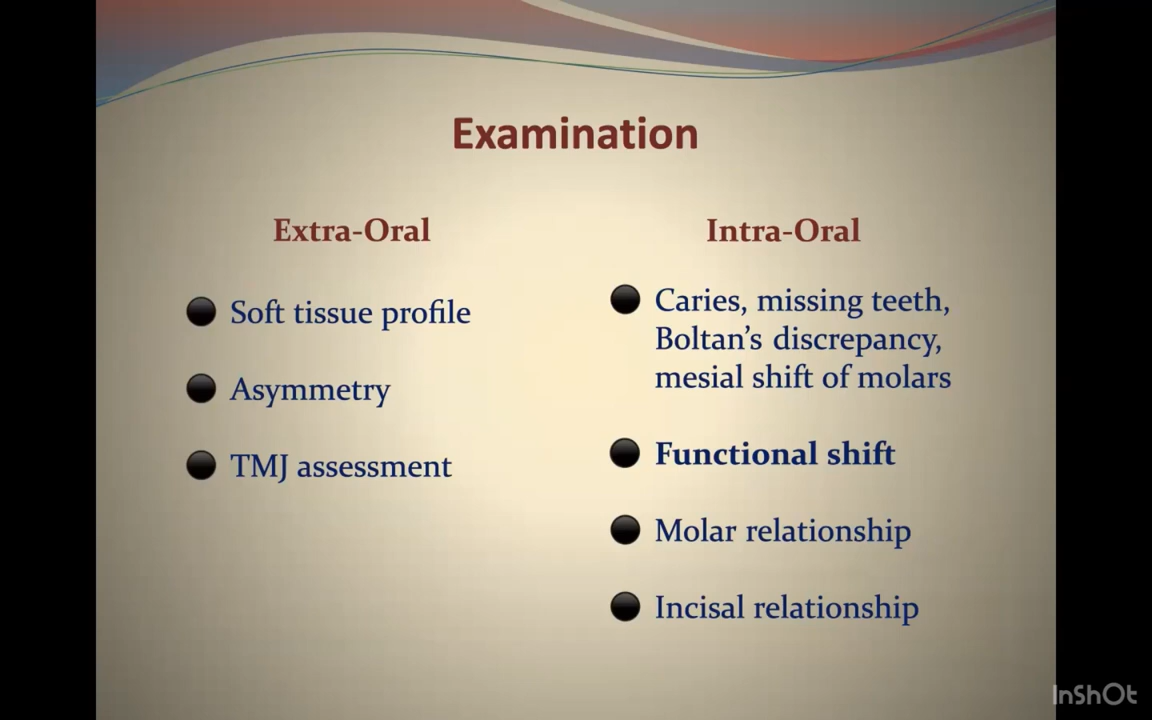 Examination
Extra-Oral
Soft tissue profile
Asymmetry
TMJ assessment
Intra-Oral
Caries, missing teeth,
Boltan’s discrepancy,
mesial shift of molars
Functional shift
Molar relationship
Incisal relationship
InShOt